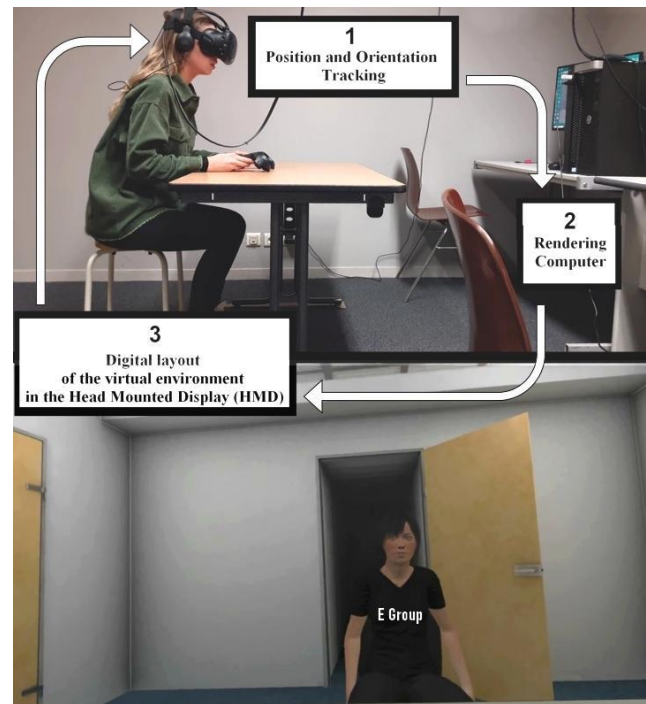 1
Position and Orientation
Tracking
2
Rendering
Computer
3
Digital layout
of the virtual environment
in the Head Mounted Display (HMD)
E Group